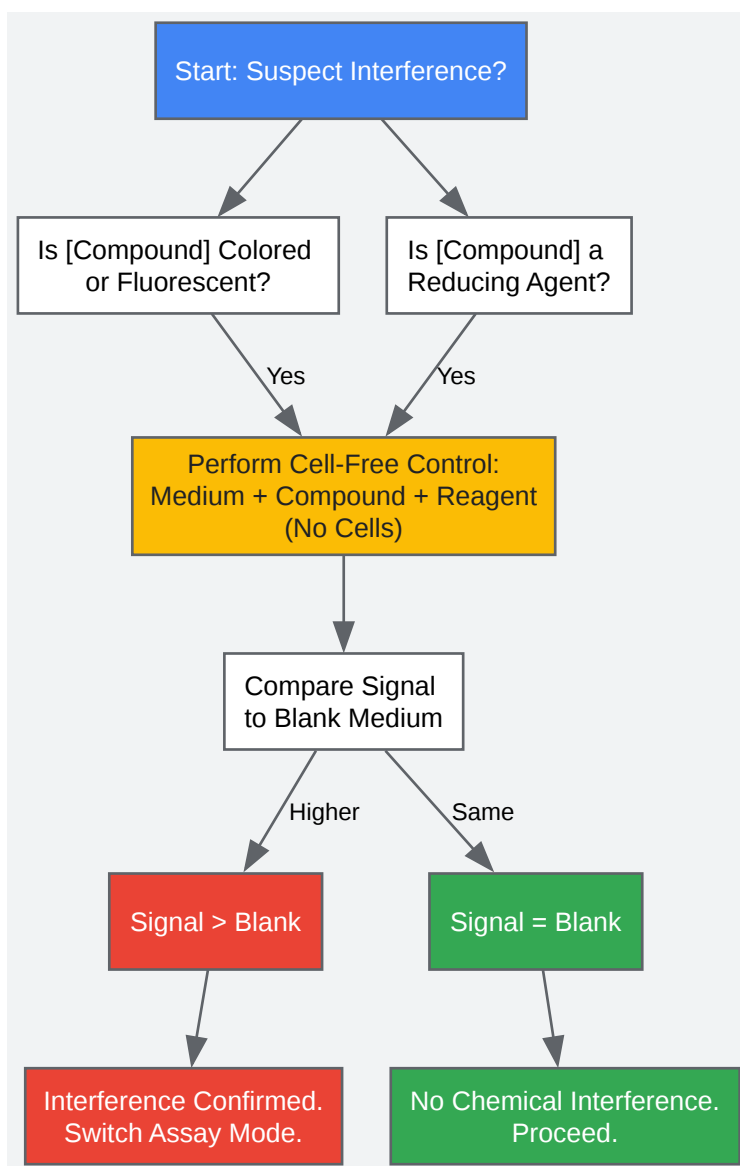 Start: Suspect Interference?
Is [Compound] Colored
or Fluorescent?
Is [Compound] a
Reducing Agent?
Yes
Yes
Perform Cell-Free Control:
Medium + Compound + Reagent
(No Cells)
Compare Signal
to Blank Medium
Higher
Same
Signal > Blank
Signal = Blank
Interference Confirmed.
Switch Assay Mode.
No Chemical Interference.
Proceed.